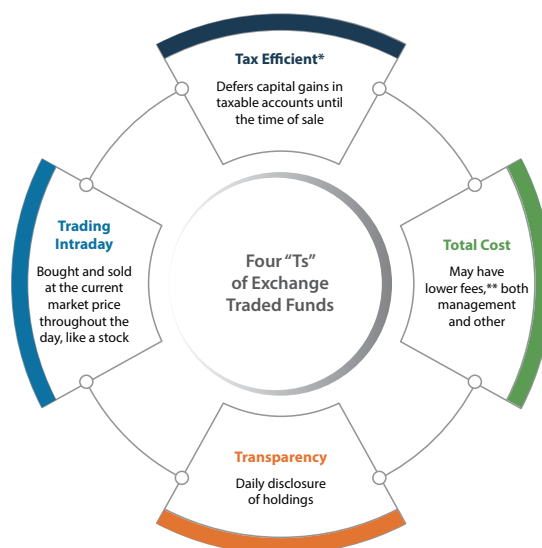 Tax Efficient*
Defers capital gains in
taxable accounts until
the time of sale
Trading
Intraday
Bought and sold
at the current
market price
throughout the
day, like a stock
Four “Ts”
of Exchange
Traded Funds
Total Cost
May have
lower fees,** both
management
and other
Transparency
Daily disclosure
of holdings